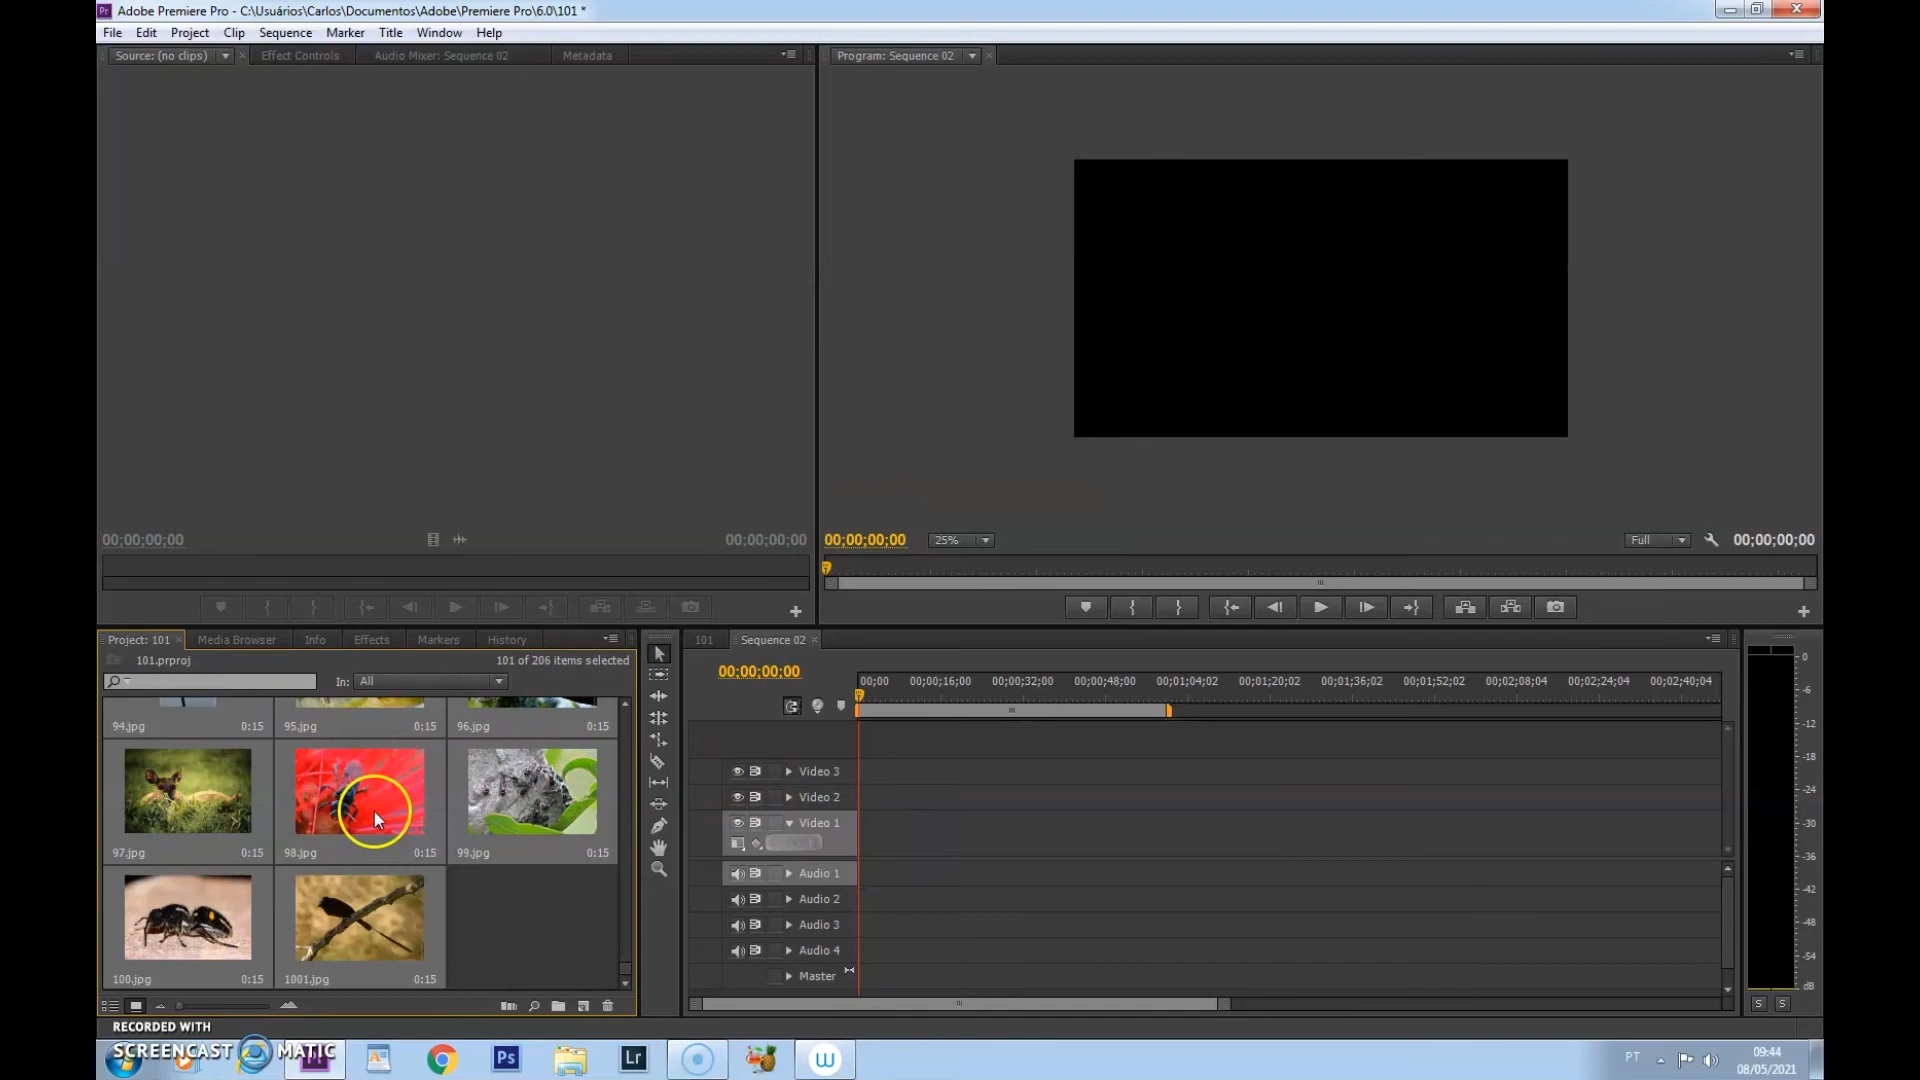 Adobe Premiere Pro - C:\Usuários\Carlos\Documentos\Adobe\Premiere Pro\6.0\101 *
File Edit Project Clip Sequence Marker Title Window Help
Source: (no clips) Effect Controls Audio Mixer: Sequence 02 Metadata
Program: Sequence 02
00;00;00;00 00;00;00;00
00;00;00;00 25% Full 00;00;00;00
Project: 101 Media Browser Info Effects Markers History
101.prproj 101 of 206 items selected
In: All
94.jpg 0:15 95.jpg 0:15 96.jpg 0:15
97.jpg 0:15 98.jpg 0:15 99.jpg 0:15
100.jpg 0:15 1001.jpg 0:15
101 Sequence 02
00;00;00;00
00;00 00;00;16;00 00;00;32;00 00;00;48;00 00;01;04;02 00;01;20;02 00;01;36;02 00;01;52;02 00;02;08;04 00;02;24;04 00;02;40;04
Video 3
Video 2
Video 1
Audio 1
Audio 2
Audio 3
Audio 4
Master
0
-6
-12
-18
-24
-30
-36
-42
-48
-54
dB
S S
RECORDED WITH
SCREENCAST MATIC
Ps Lr W
PT
09:44
08/05/2021